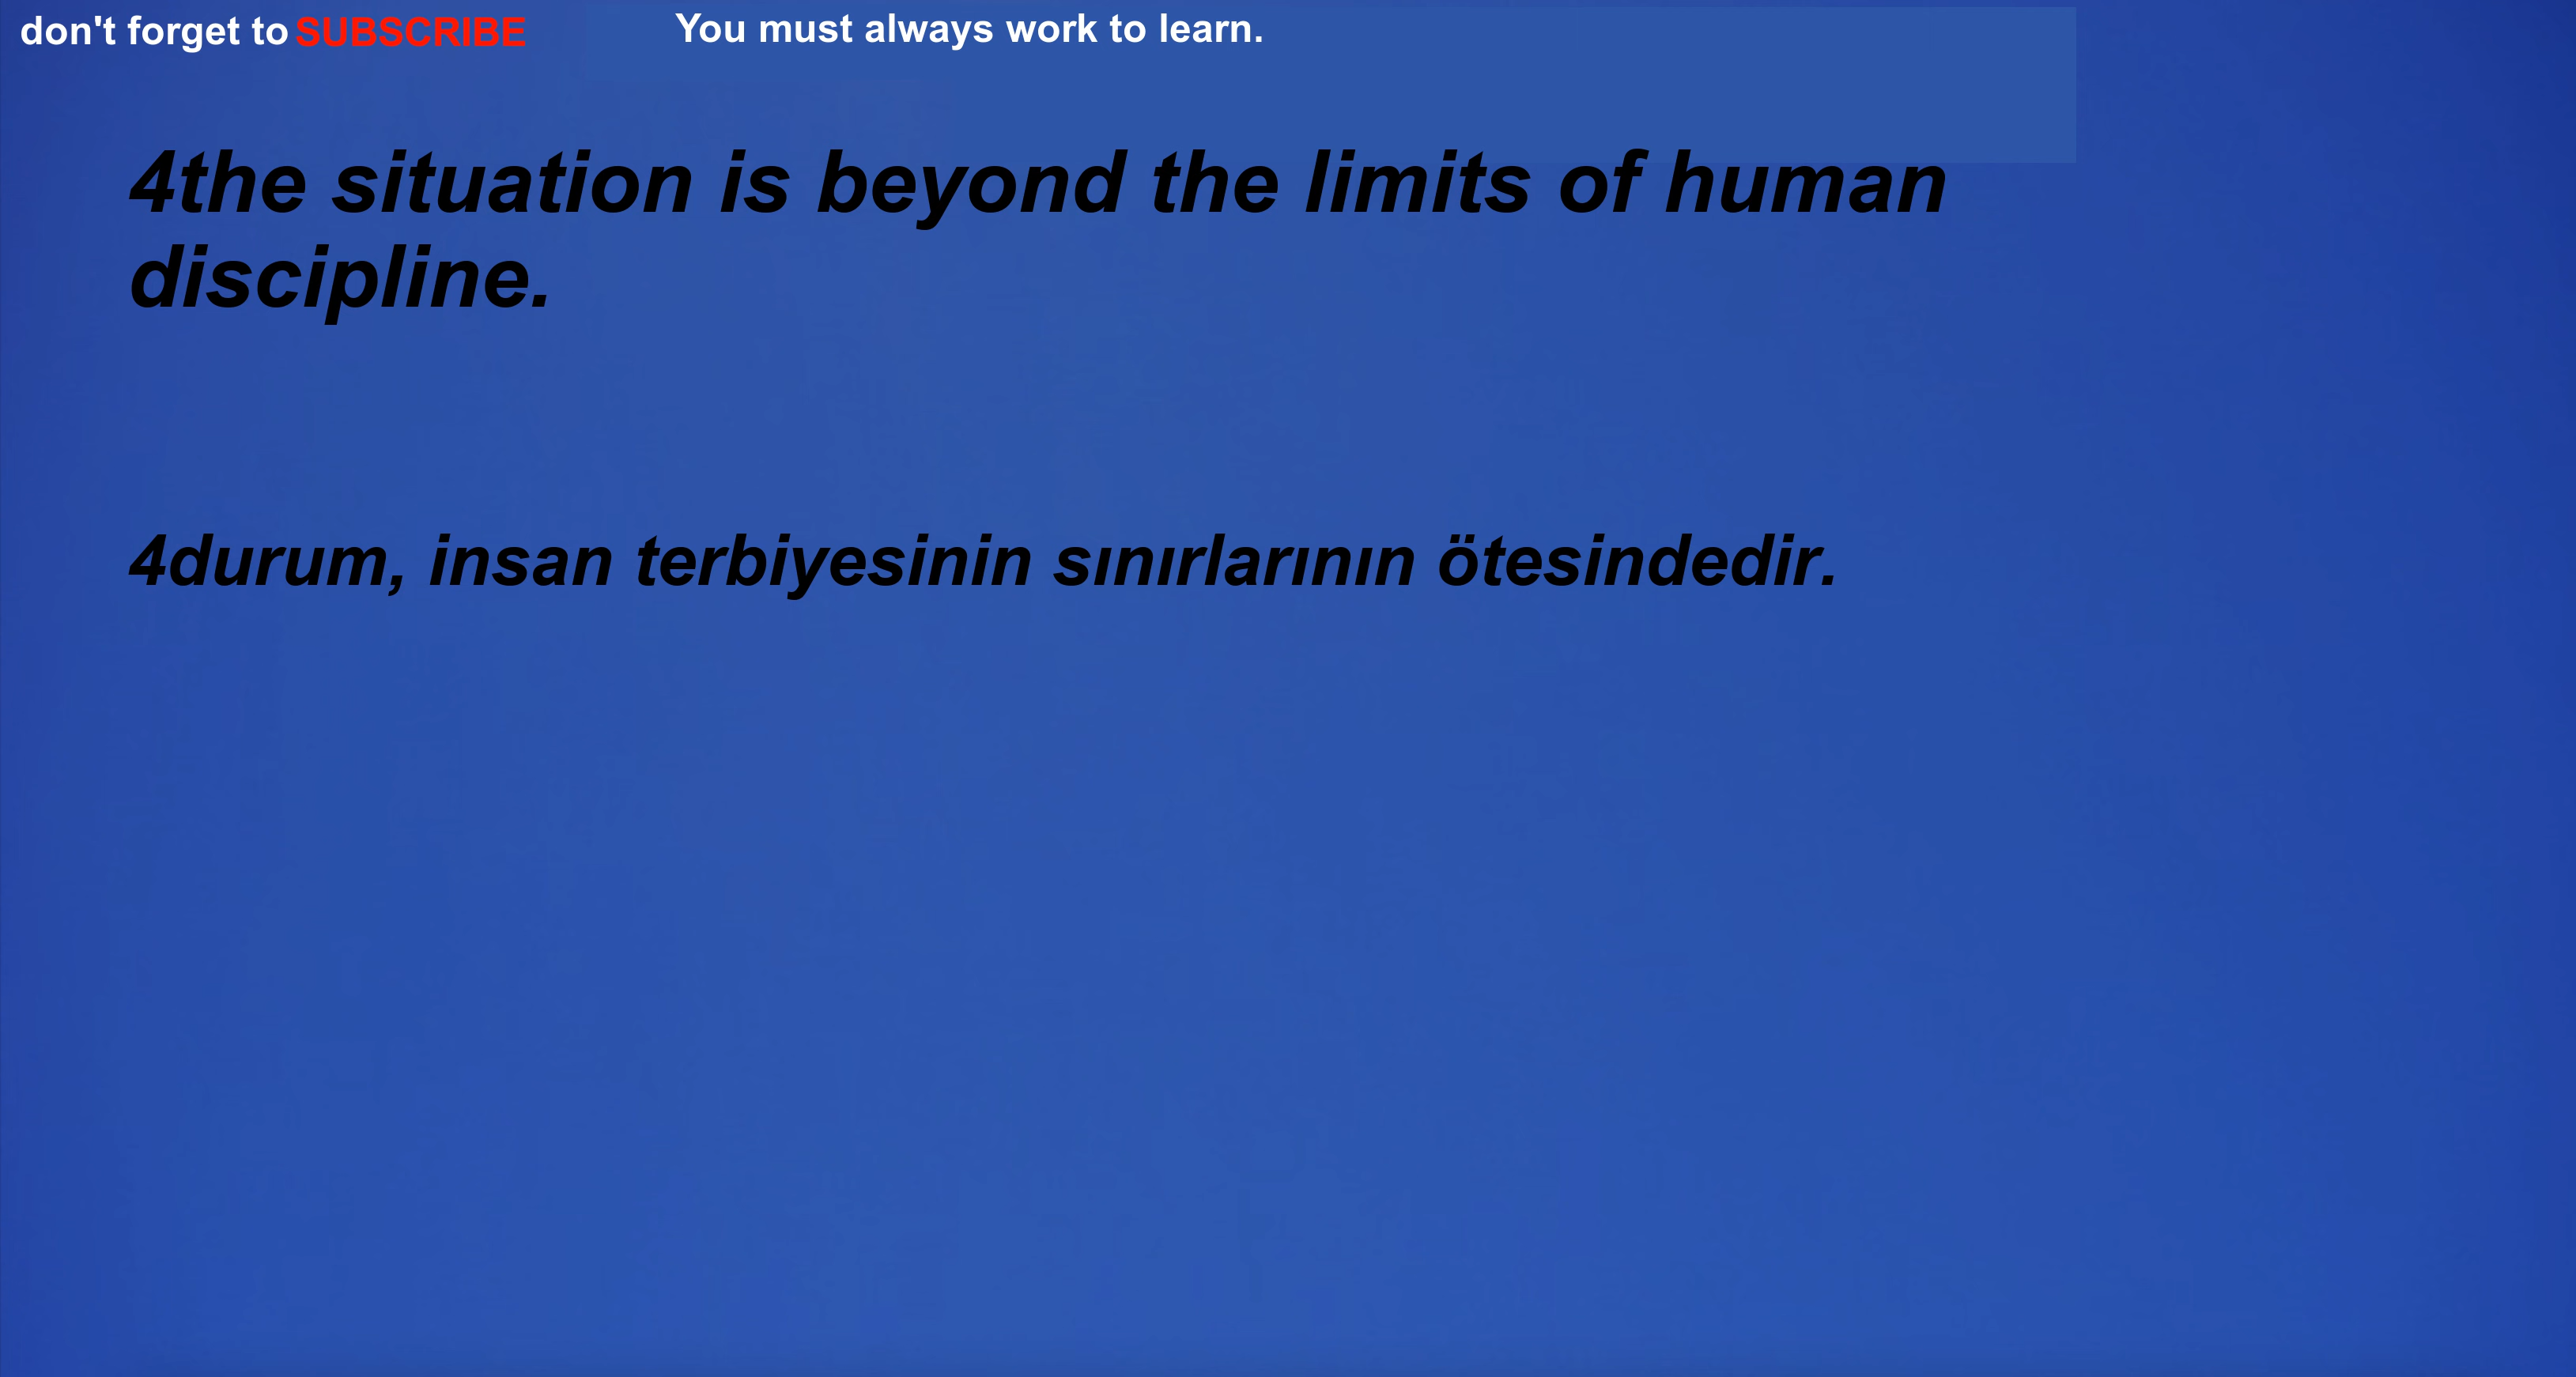 don't forget to SUBSCRIBE You must always work to learn.
4the situation is beyond the limits of human
discipline.
4durum, insan terbiyesinin sınırlarının ötesindedir.